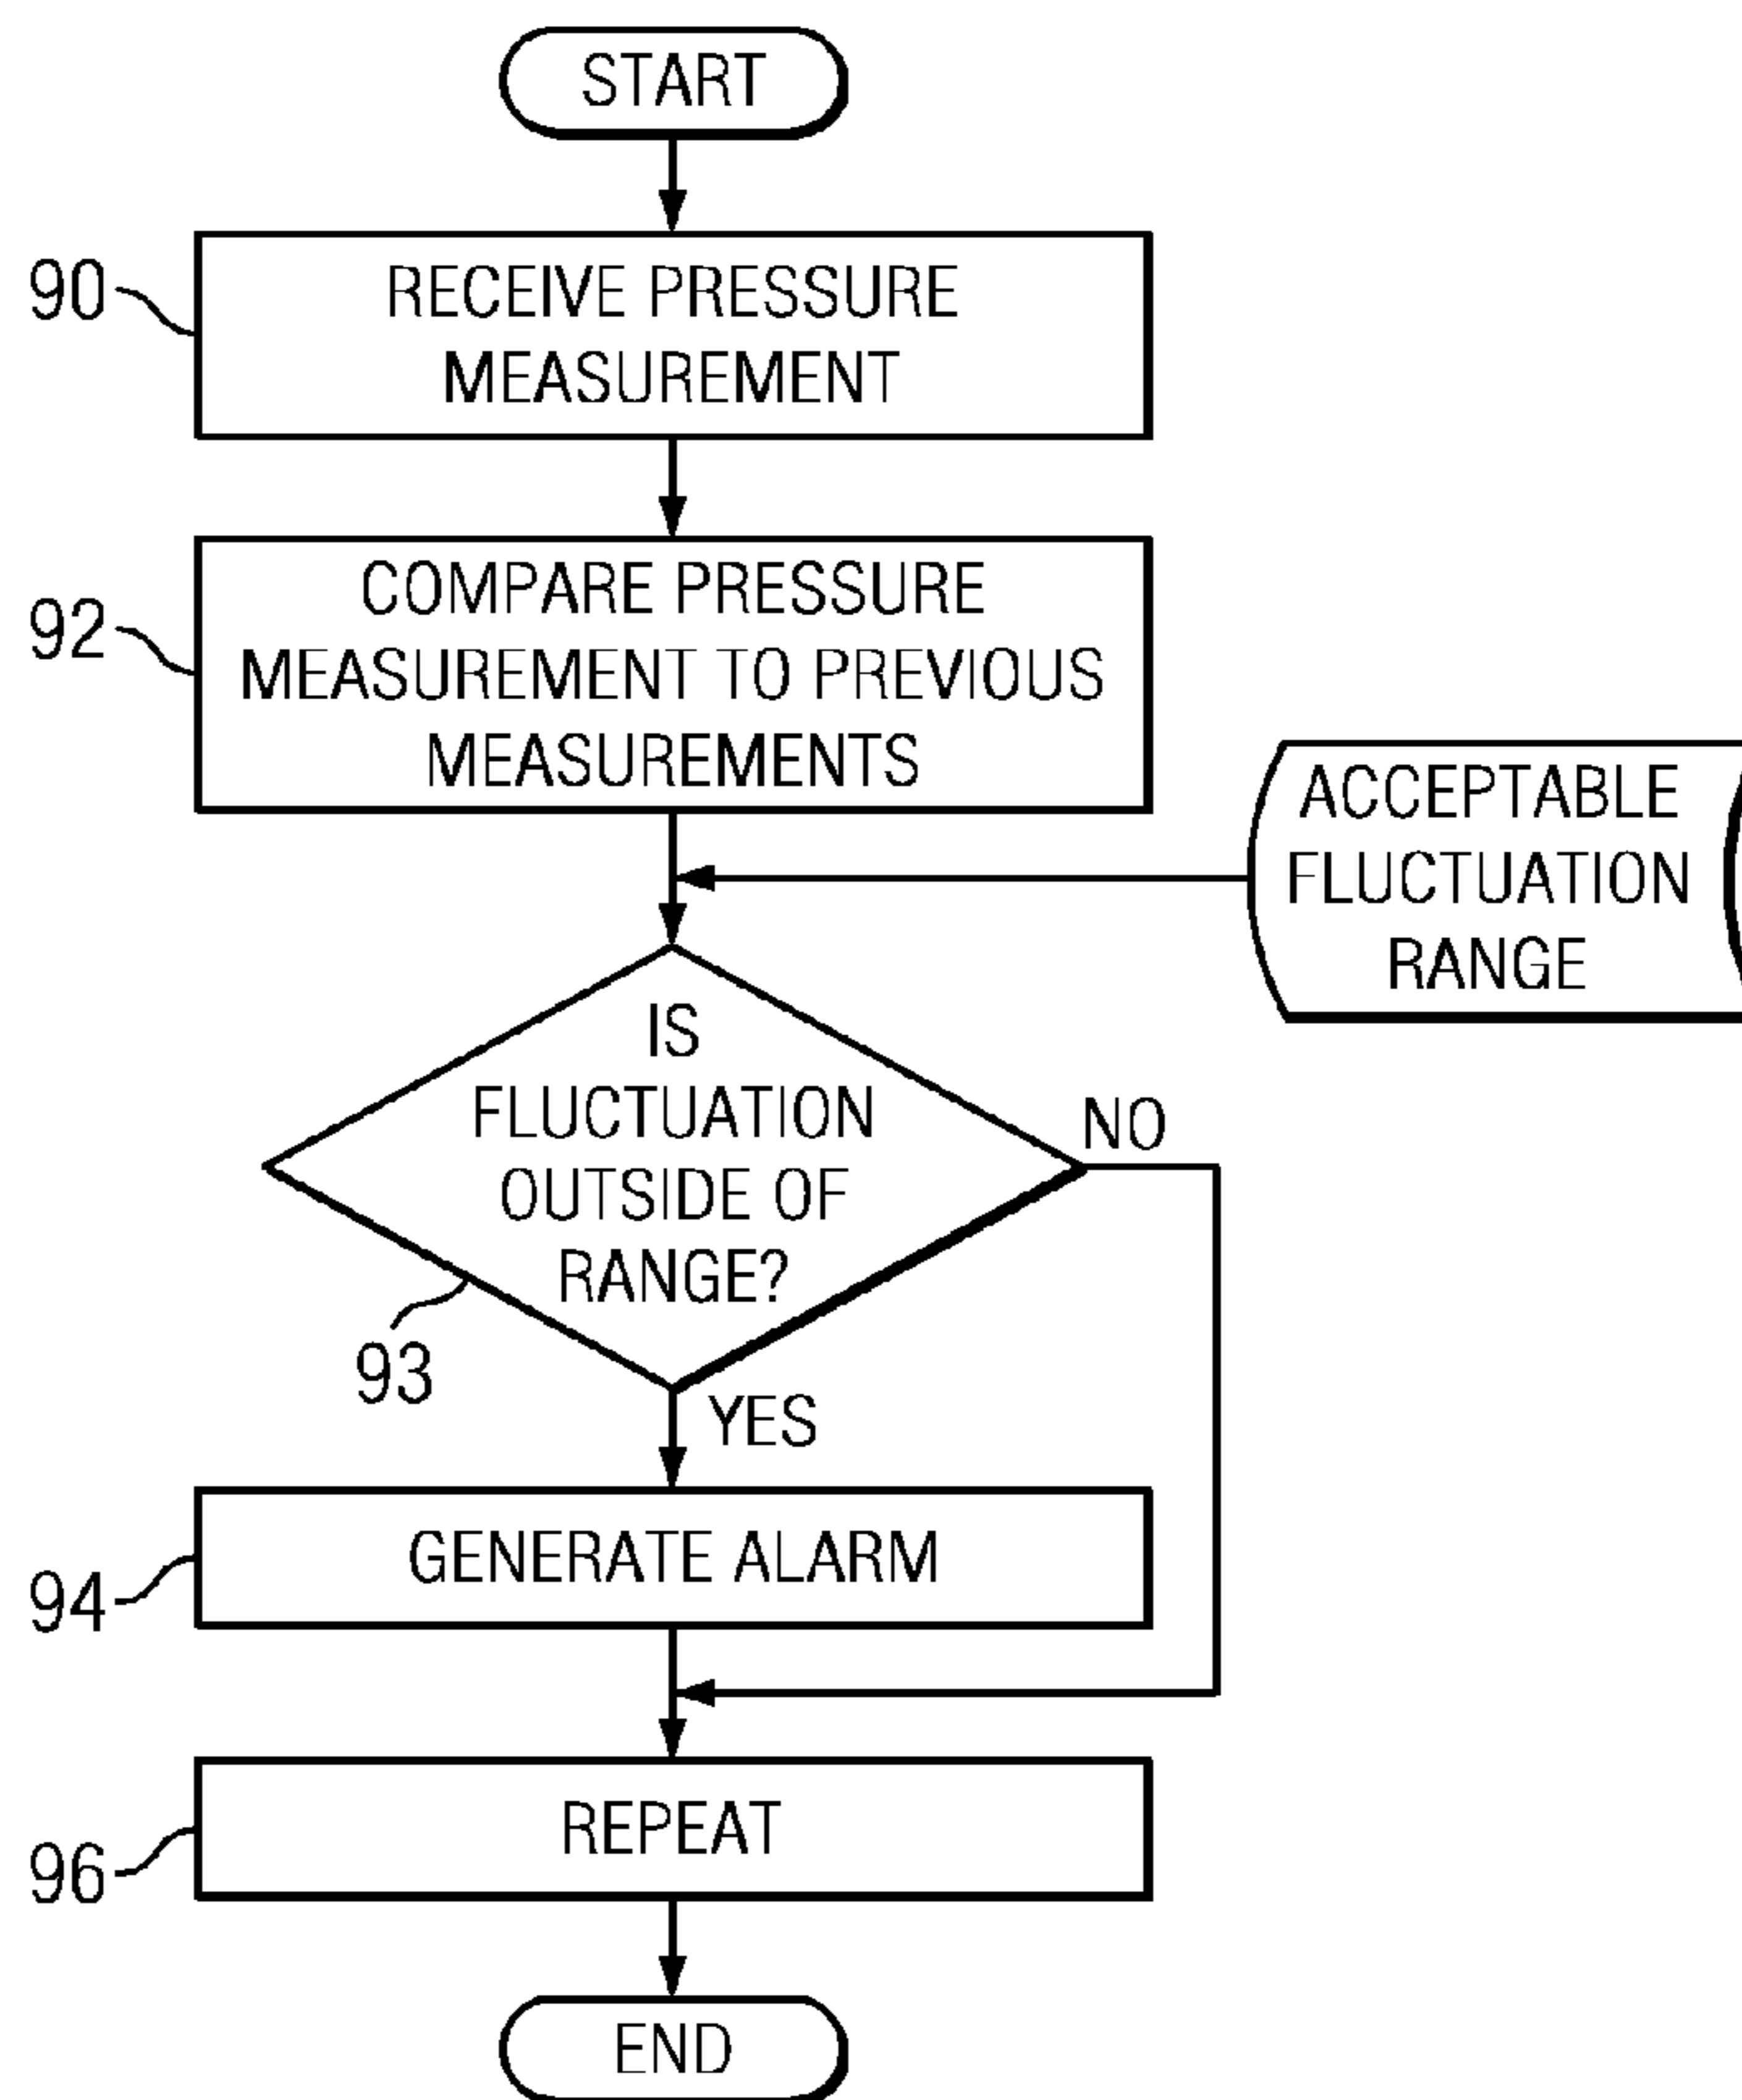 START
90
RECEIVE PRESSURE
MEASUREMENT
92
COMPARE PRESSURE
MEASUREMENT TO PREVIOUS
MEASUREMENTS
ACCEPTABLE
FLUCTUATION
RANGE
IS
FLUCTUATION
OUTSIDE OF
RANGE?
NO
93
YES
94
GENERATE ALARM
96
REPEAT
END